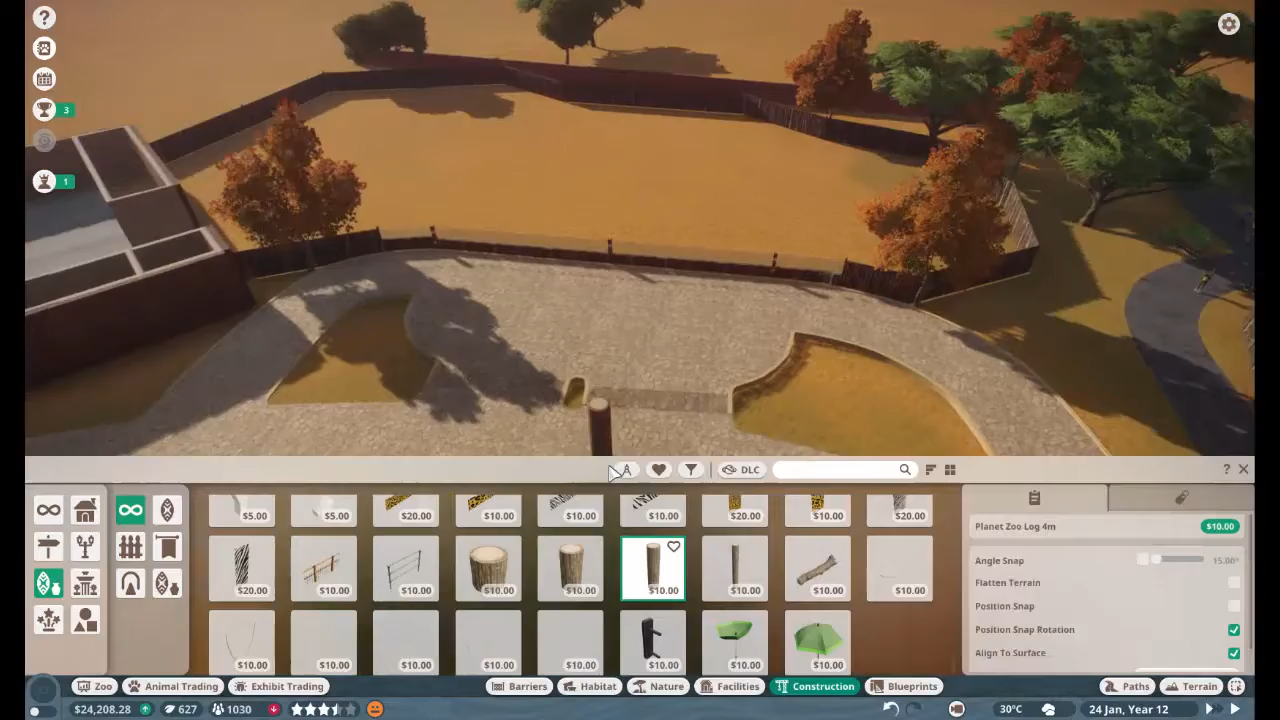 ?
3
1
A
DLC
?
$5.00 $5.00 $20.00 $10.00 $10.00 $10.00 $20.00 $10.00 $20.00
$20.00 $10.00 $10.00 $10.00 $10.00 $10.00 $10.00 $10.00 $10.00
$10.00 $10.00 $10.00 $10.00 $10.00 $10.00 $10.00 $10.00
Planet Zoo Log 4m $10.00
Angle Snap 15.00°
Flatten Terrain
Position Snap
Position Snap Rotation
Align To Surface
Zoo Animal Trading Exhibit Trading Barriers Habitat Nature Facilities Construction Blueprints Paths Terrain
$24,208.28 627 1030 30°C 24 Jan, Year 12